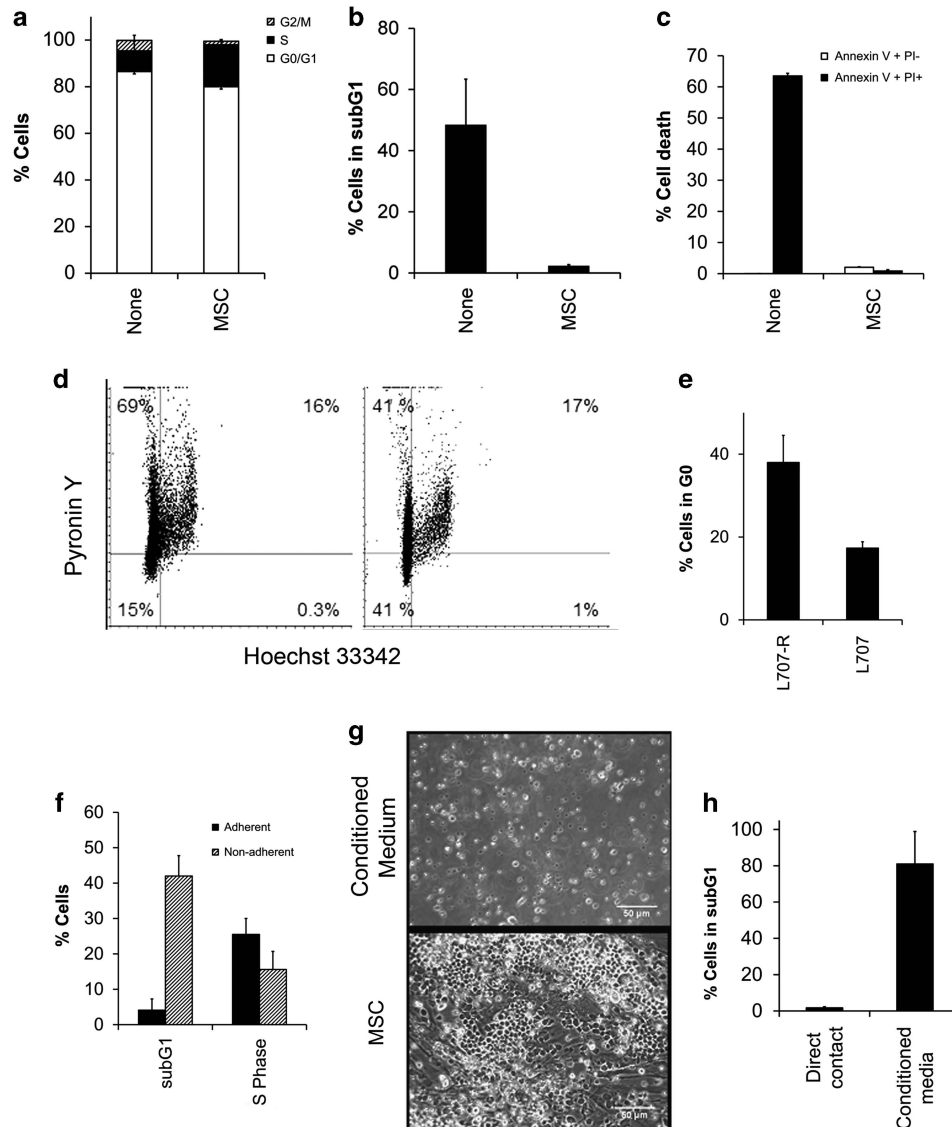 a
% Cells
100
80
60
40
20
0
None
MSC
G2/M
S
G0/G1
b
% Cells in subG1
80
60
40
20
0
None
MSC
c
% Cell death
70
60
50
40
30
20
10
0
None
MSC
Annexin V + PI-
Annexin V + PI+
d
Pyronin Y
69%
16%
15%
0.3%
41 %
17%
41 %
1%
Hoechst 33342
e
% Cells in G0
40
20
0
L707-R
L707
f
% Cells
60
50
40
30
20
10
0
subG1
S Phase
Adherent
Non-adherent
g
Conditioned
Medium
50 µm
MSC
50 µm
h
% Cells in subG1
100
80
60
40
20
0
Direct
contact
Conditioned
media